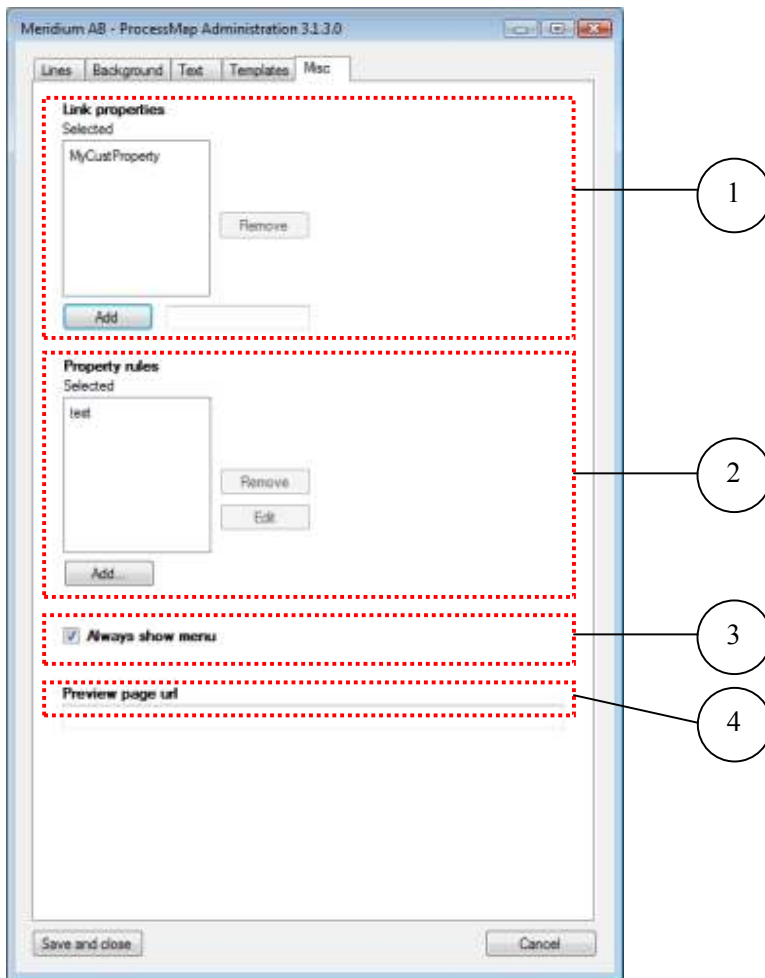 Meridium AB - ProcessMap Administration 3.1.3.0
Lines Background Text Templates Misc
Link properties
Selected
MyCustProperty
Remove
Add
1
Property rules
Selected
test
Remove
Edit
Add...
2
Always show menu
3
Preview page url
4
Save and close
Cancel